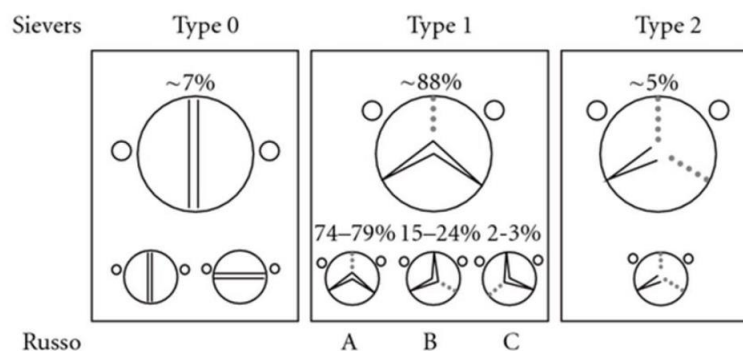 Sievers Type 0 Type 1 Type 2
~7% ~88% ~5%
74–79% 15–24% 2-3%
Russo A B C